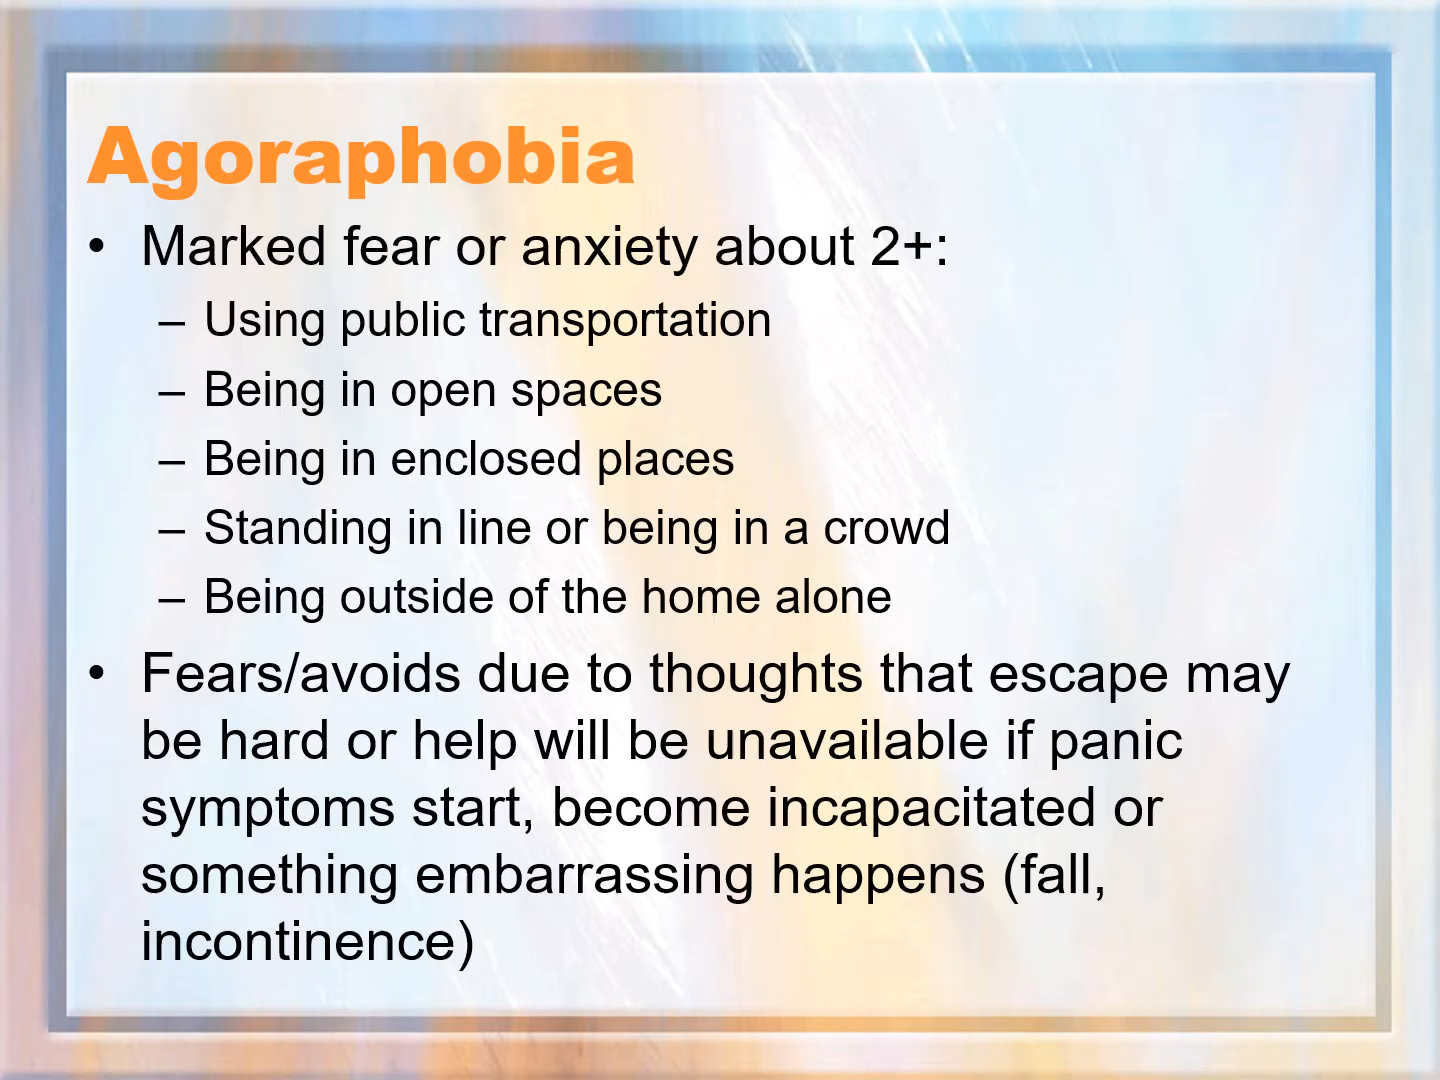 Agoraphobia
• Marked fear or anxiety about 2+:
– Using public transportation
– Being in open spaces
– Being in enclosed places
– Standing in line or being in a crowd
– Being outside of the home alone
• Fears/avoids due to thoughts that escape may
be hard or help will be unavailable if panic
symptoms start, become incapacitated or
something embarrassing happens (fall,
incontinence)